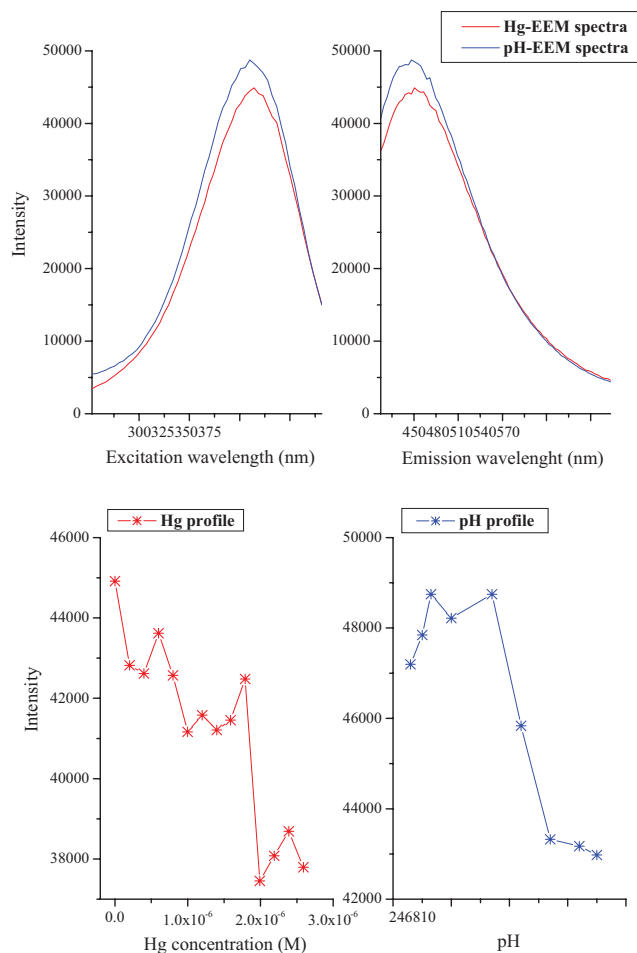 Hg-EEM spectra
pH-EEM spectra
50000
40000
30000
20000
10000
0
Intensity
300325350375
Excitation wavelength (nm)
50000
40000
30000
20000
10000
0
450480510540570
Emission wavelenght (nm)
Hg profile
46000
44000
42000
40000
38000
Intensity
0.0 1.0x10⁻⁶ 2.0x10⁻⁶ 3.0x10⁻⁶
Hg concentration (M)
pH profile
50000
48000
46000
44000
42000
246810
pH